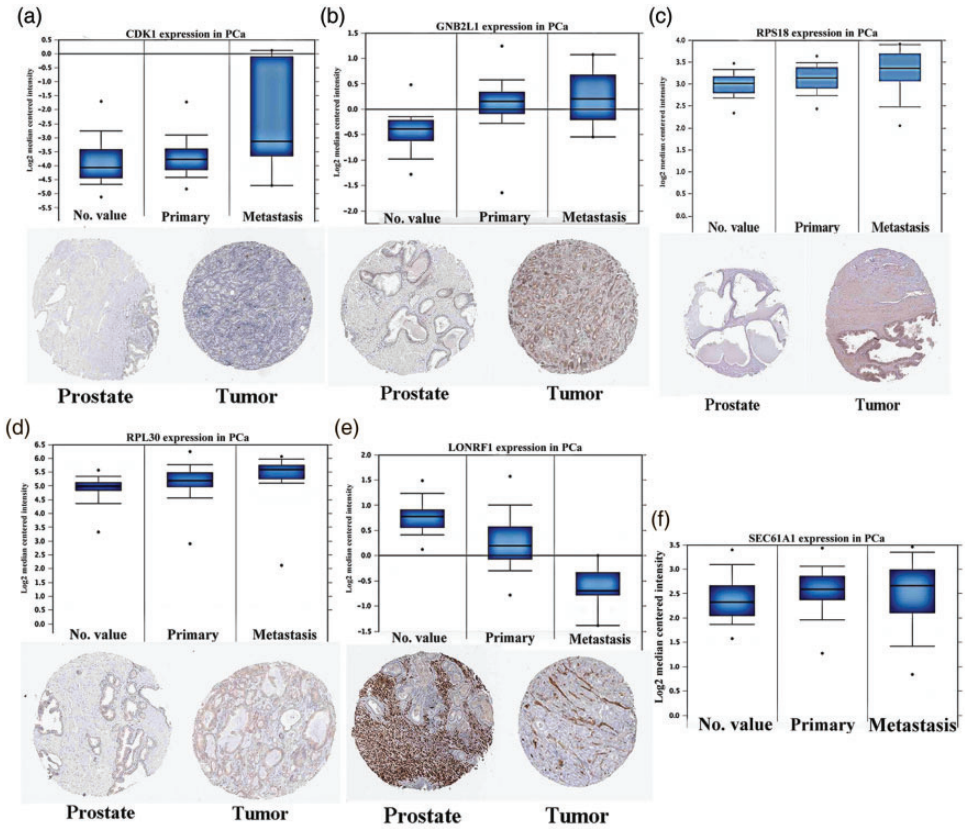 (a)
CDK1 expression in PCa
Log2 median centered intensity
0.5
0.0
-0.5
-1.0
-1.5
-2.0
-2.5
-3.0
-3.5
-4.0
-4.5
-5.0
-5.5
No. value Primary Metastasis
Prostate Tumor
(b)
GNB2L1 expression in PCa
Log2 median centered intensity
1.5
1.0
0.5
0.0
-0.5
-1.0
-1.5
-2.0
No. value Primary Metastasis
Prostate Tumor
(c)
RPS18 expression in PCa
log2 median centered intensity
4.0
3.5
3.0
2.5
2.0
1.5
1.0
0.5
0.0
No. value Primary Metastasis
Prostate Tumor
(d)
RPL30 expression in PCa
Log2 median centered intensity
6.5
6.0
5.5
5.0
4.5
4.0
3.5
3.0
2.5
2.0
1.5
1.0
0.5
0.0
No. value Primary Metastasis
Prostate Tumor
(e)
LONRF1 expression in PCa
Log2 median centered intensity
2.0
1.5
1.0
0.5
0.0
-0.5
-1.0
-1.5
No. value Primary Metastasis
Prostate Tumor
(f)
SEC61A1 expression in PCa
Log2 median centered intensity
3.5
3.0
2.5
2.0
1.5
1.0
0.5
0.0
No. value Primary Metastasis